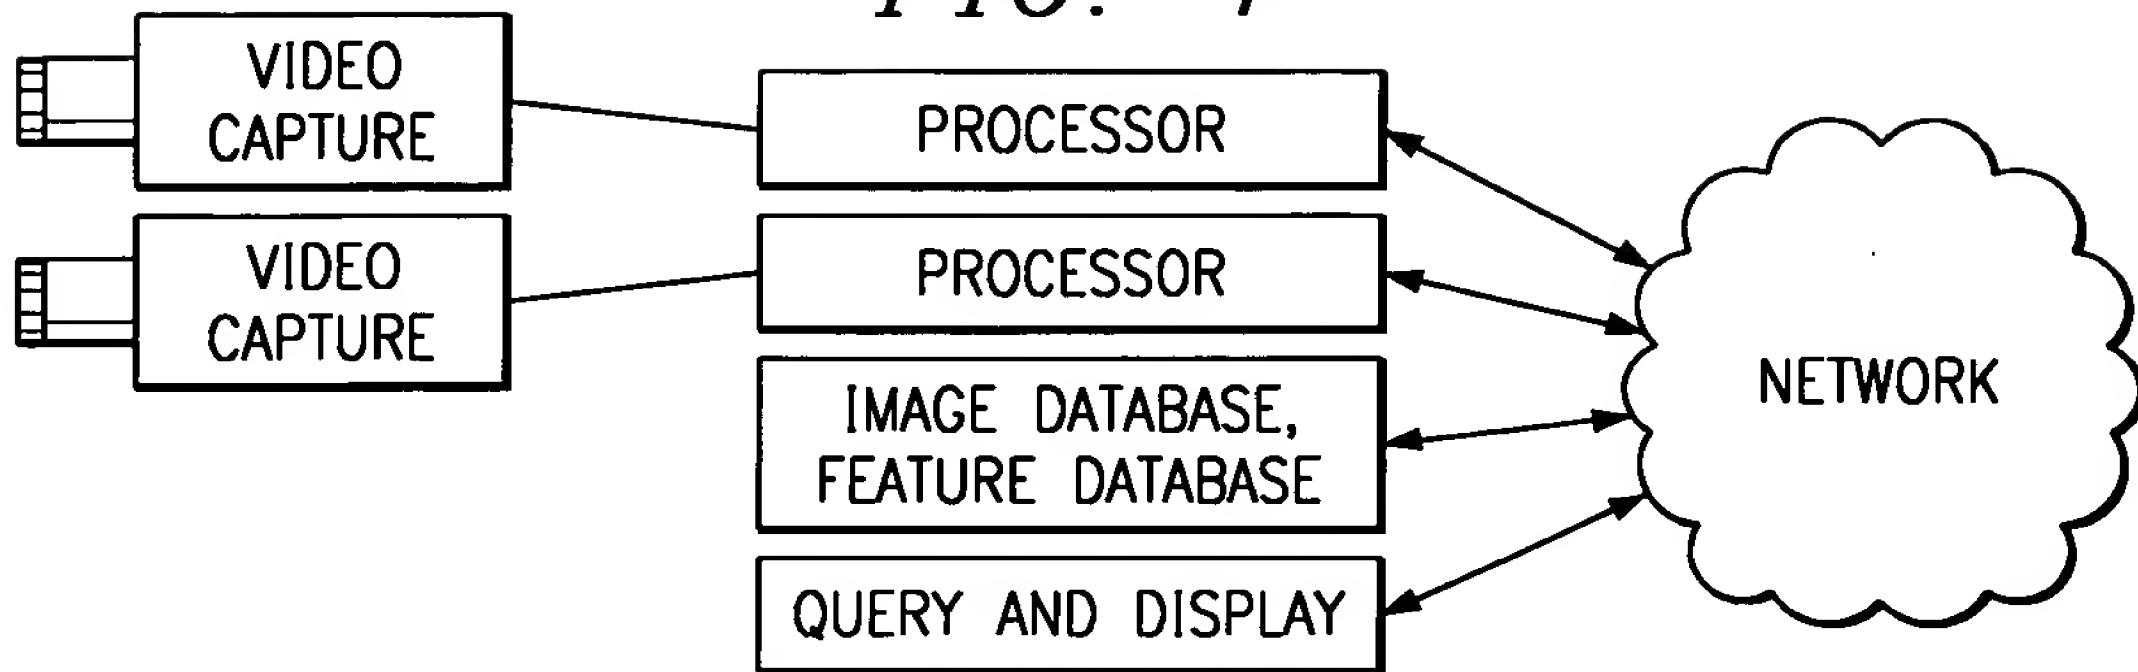 VIDEO
CAPTURE
PROCESSOR
VIDEO
CAPTURE
PROCESSOR
IMAGE DATABASE,
FEATURE DATABASE
NETWORK
QUERY AND DISPLAY